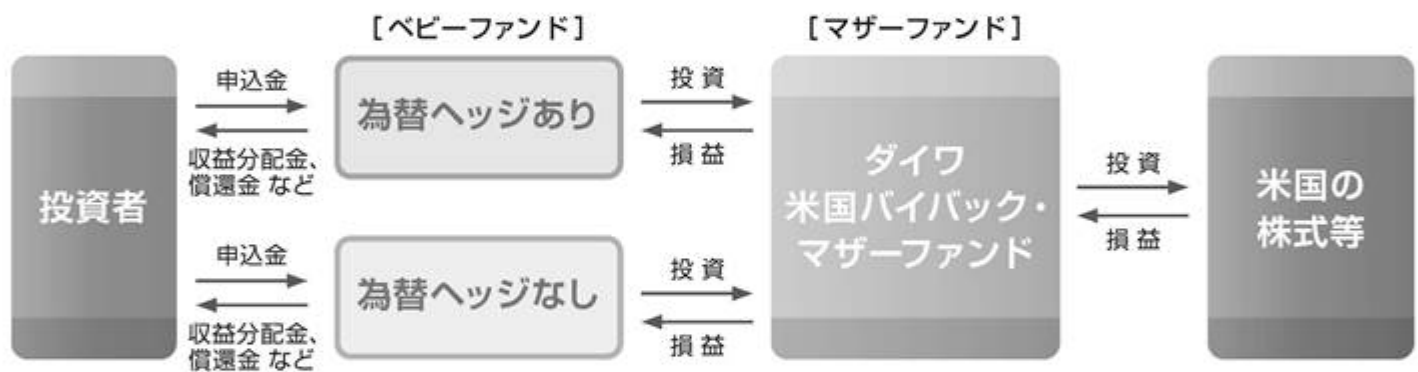 [ベビーファンド]
[マザーファンド]
投資者
申込金
収益分配金、
償還金 など
為替ヘッジあり
投 資
損 益
申込金
収益分配金、
償還金 など
為替ヘッジなし
投 資
損 益
ダイワ
米国バイバック・
マザーファンド
投 資
損 益
米国の
株式等